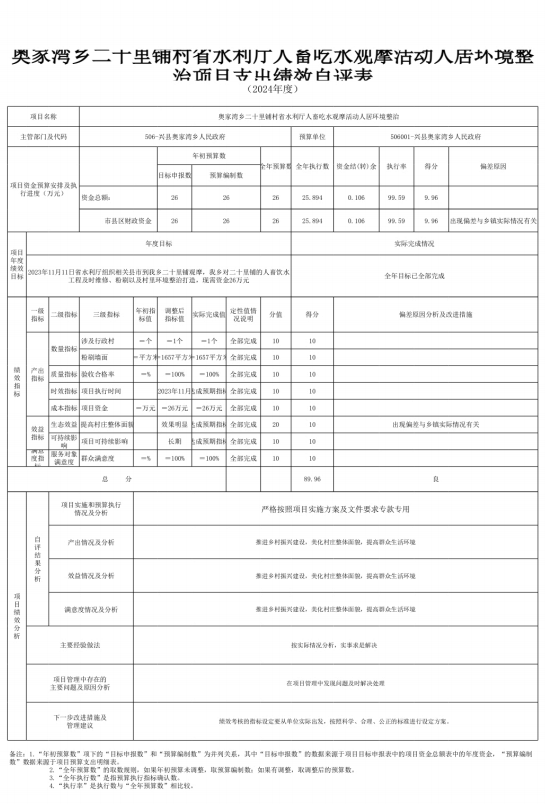 奥家湾乡二十里铺村省水利厅人畜吃水观摩活动人居环境整
治项目支出绩效自评表
（2024年度）
项目名称 奥家湾乡二十里铺村省水利厅人畜吃水观摩活动人居环境整治
主管部门及代码 506-兴县奥家湾乡人民政府 预算单位 506001-兴县奥家湾乡人民政府
项目资金预算安排及执行进度（万元） 年初预算数 全年预算数 全年执行数 资金结(转)余 执行率 得分 偏差原因
目标申报数 预算编制数
资金总额: 26 26 26 25.894 0.106 99.59 9.96
市县区财政资金 26 26 26 25.894 0.106 99.59 9.96 出现偏差与乡镇实际情况有关
项目年度绩效目标 年度目标 实际完成情况
2023年11月11日省水利厅组织相关县市到我乡二十里铺观摩，我乡对二十里铺的人畜饮水
工程及时维修、粉刷以及村里环境整治打造。现需资金26万元 全年目标已全部完成
绩效指标 一级指标 二级指标 三级指标 年初指标值 调整后指标值 实际完成值 定性值情况说明 分值 得分 偏差原因分析及改进措施
产出指标 数量指标 涉及行政村 ＝个 ＝1个 ＝1个 全部完成 10 10
粉刷墙面 ＝平方米 =1657平方米 =1657平方米 全部完成 10 10
质量指标 验收合格率 ＝% ＝100% ＝100% 全部完成 10 10
时效指标 项目执行时间 2023年11月 达成预期指标 全部完成 10 10
成本指标 项目资金 ＝万元 ＝26万元 ＝26万元 全部完成 10 10
效益指标 生态效益 提高村庄整体面貌 效果明显 达成预期指标 全部完成 20 10 出现偏差与乡镇实际情况有关
可持续影响 项目可持续影响 长期 达成预期指标 全部完成 10 10
满意度指标 服务对象满意度 群众满意度 ＝% ＝100% ＝100% 全部完成 10 10
总 分 89.96 良
项目绩效分析 自评结果分析 项目实施和预算执行情况及分析 严格按照项目实施方案及文件要求专款专用
产出情况及分析 推进乡村振兴建设，美化村庄整体面貌，提高群众生活环境
效益情况及分析 推进乡村振兴建设，美化村庄整体面貌，提高群众生活环境
满意度情况及分析 推进乡村振兴建设，美化村庄整体面貌，提高群众生活环境
主要经验做法 按实际情况分析，实事求是解决
项目管理中存在的主要问题及原因分析 在项目管理中发现问题及时解决处理
下一步改进措施及管理建议 绩效考核的指标设定要从单位实际出发，按照科学、合理、公正的标准进行设定方案。
备注：1.“年初预算数”项下的“目标申报数”和“预算编制数”为并列关系，其中“目标申报数”的数据来源于项目目标申报表中的项目资金总额表中的年度资金，“预算编制
数”数据来源于项目预算支出明细表。
2.“全年预算数”的取数规则：如果年初预算未调整，取预算编制数；如果有调整，取调整后的预算数。
3.“全年执行数”是指预算执行指标确认数。
4.“执行率”是执行数与“全年预算数”相比较。